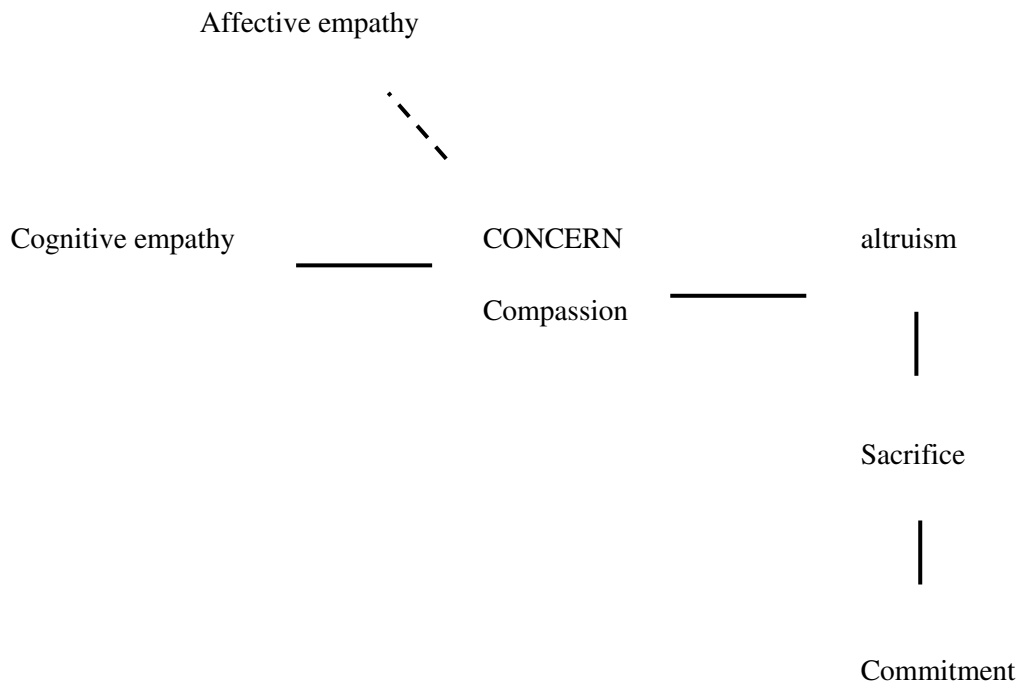 Affective empathy
Cognitive empathy
CONCERN
altruism
Compassion
Sacrifice
Commitment